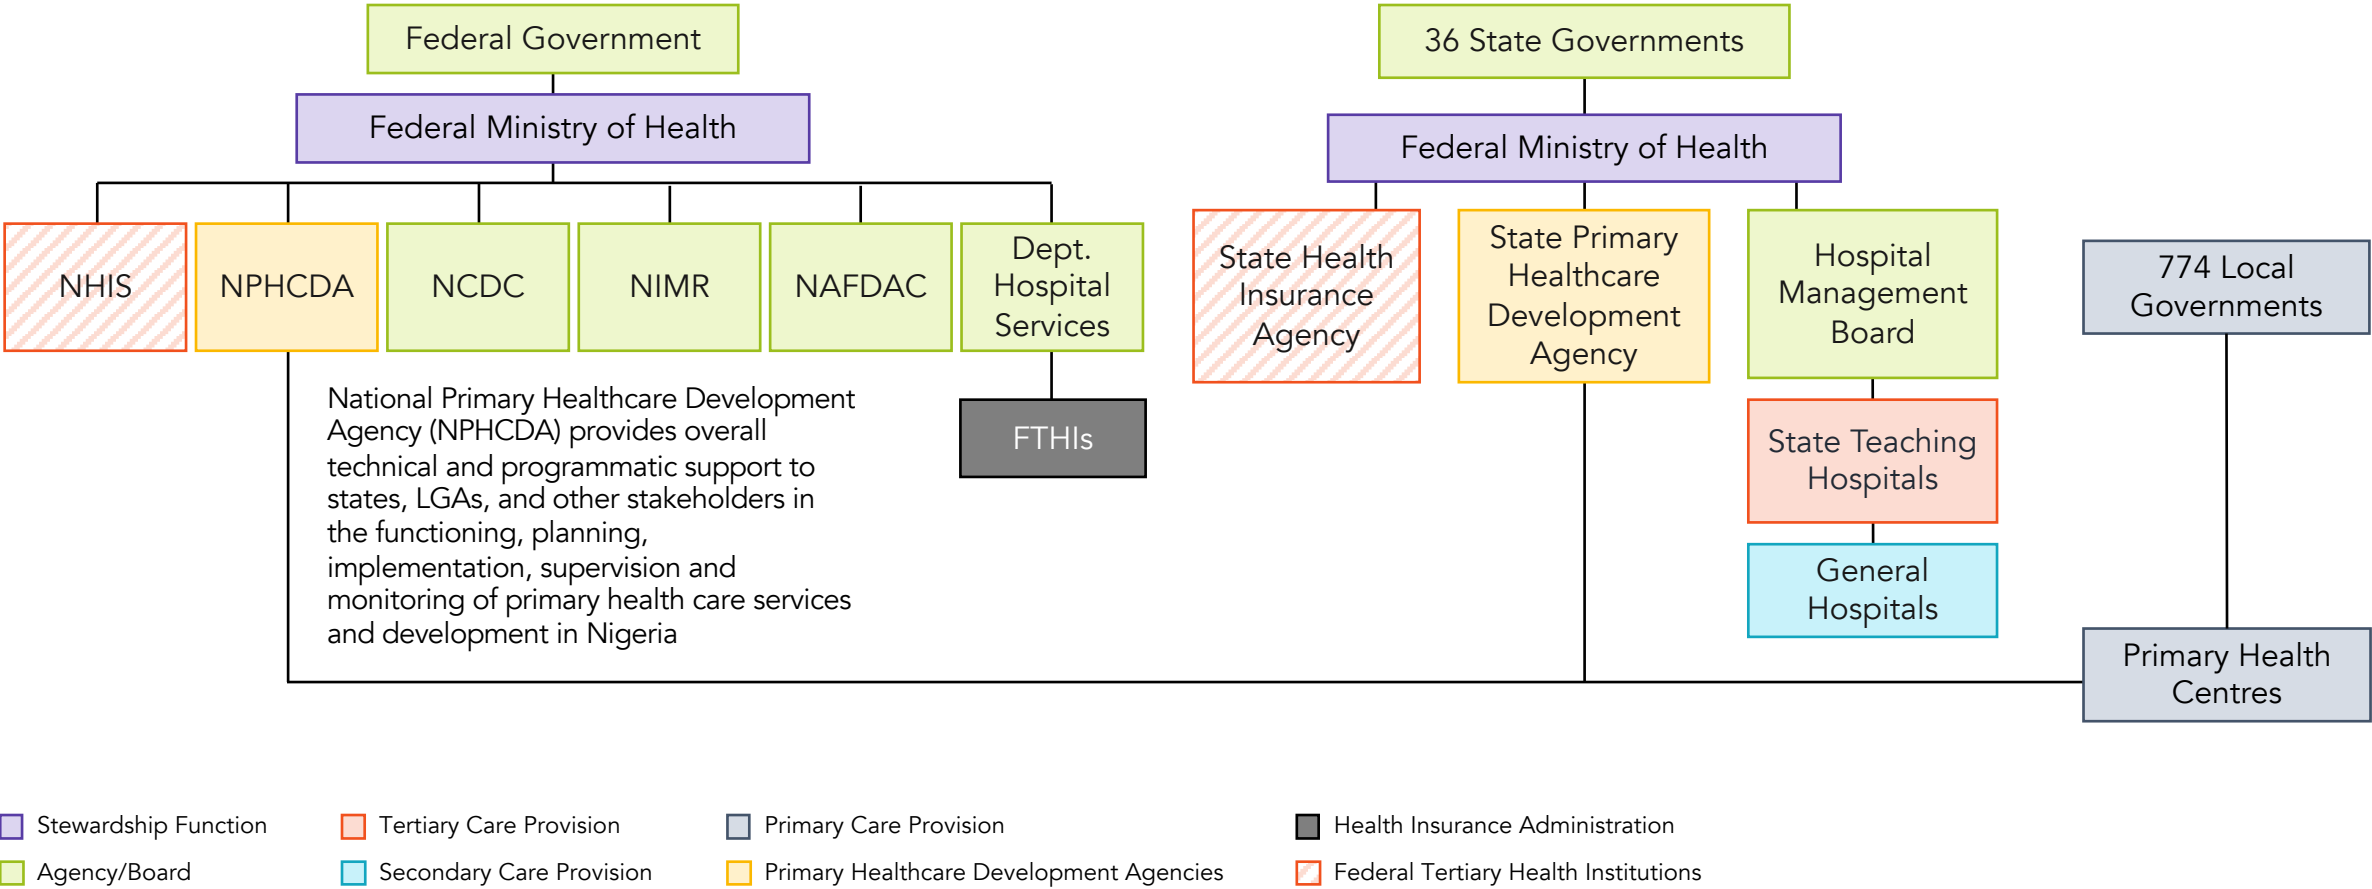 Federal Government
36 State Governments
Federal Ministry of Health
Federal Ministry of Health
NHIS
NPHCDA
NCDC
NIMR
NAFDAC
Dept.
Hospital
Services
State Health
Insurance
Agency
State Primary
Healthcare
Development
Agency
Hospital
Management
Board
774 Local
Governments
National Primary Healthcare Development
Agency (NPHCDA) provides overall
technical and programmatic support to
states, LGAs, and other stakeholders in
the functioning, planning,
implementation, supervision and
monitoring of primary health care services
and development in Nigeria
FTHIs
State Teaching
Hospitals
General
Hospitals
Primary Health
Centres
Stewardship Function
Tertiary Care Provision
Primary Care Provision
Health Insurance Administration
Agency/Board
Secondary Care Provision
Primary Healthcare Development Agencies
Federal Tertiary Health Institutions